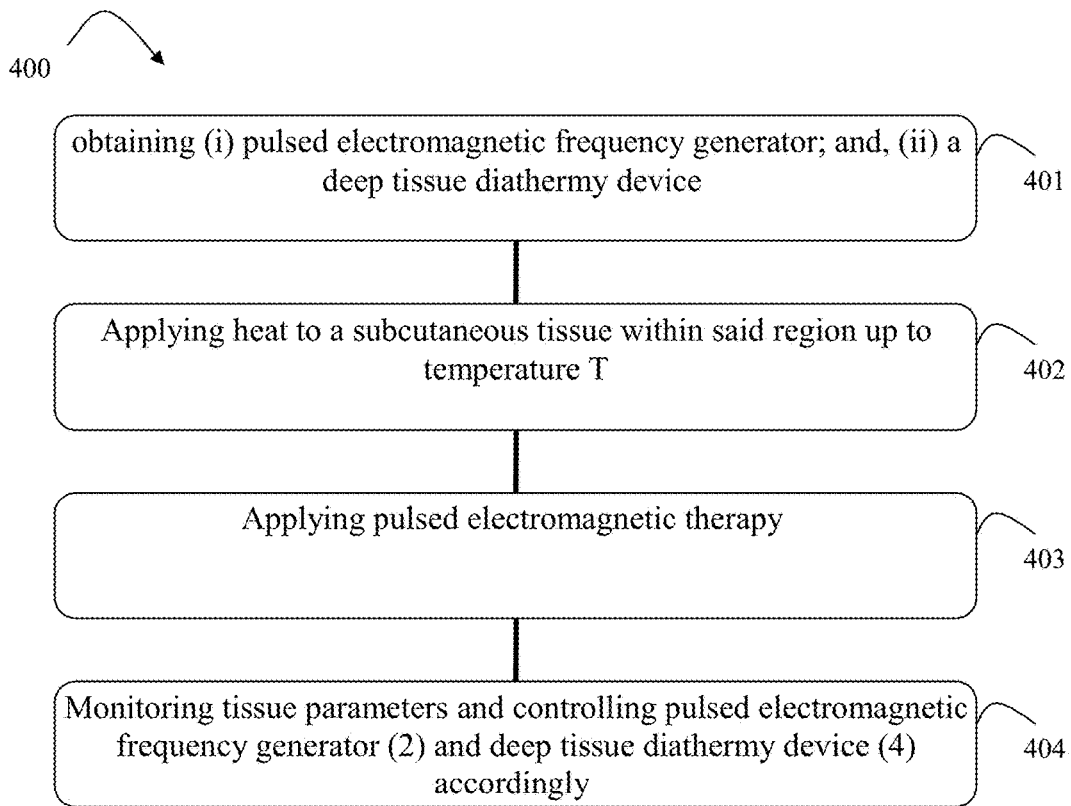 400
obtaining (i) pulsed electromagnetic frequency generator; and, (ii) a
deep tissue diathermy device
401
Applying heat to a subcutaneous tissue within said region up to
temperature T
402
Applying pulsed electromagnetic therapy
403
Monitoring tissue parameters and controlling pulsed electromagnetic
frequency generator (2) and deep tissue diathermy device (4)
accordingly
404